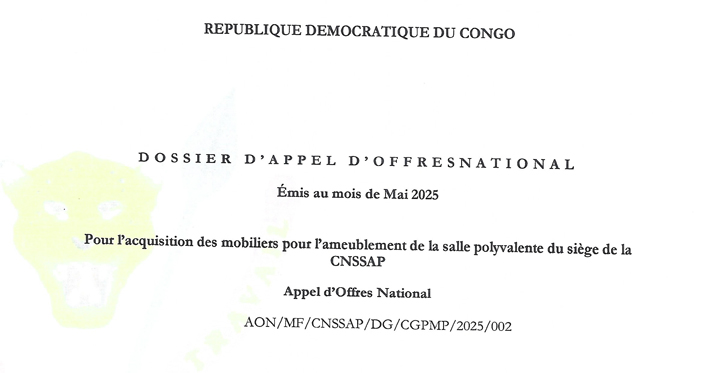 REPUBLIQUE DEMOCRATIQUE DU CONGO
DOSSIER D'APPEL D'OFFRESNATIONAL
Émis au mois de Mai 2025
Pour l'acquisition des mobiliers pour l'ameublement de la salle polyvalente du siège de la
CNSSAP
Appel d'Offres National
AON/MF/CNSSAP/DG/CGPMP/2025/002
TRAVAIL